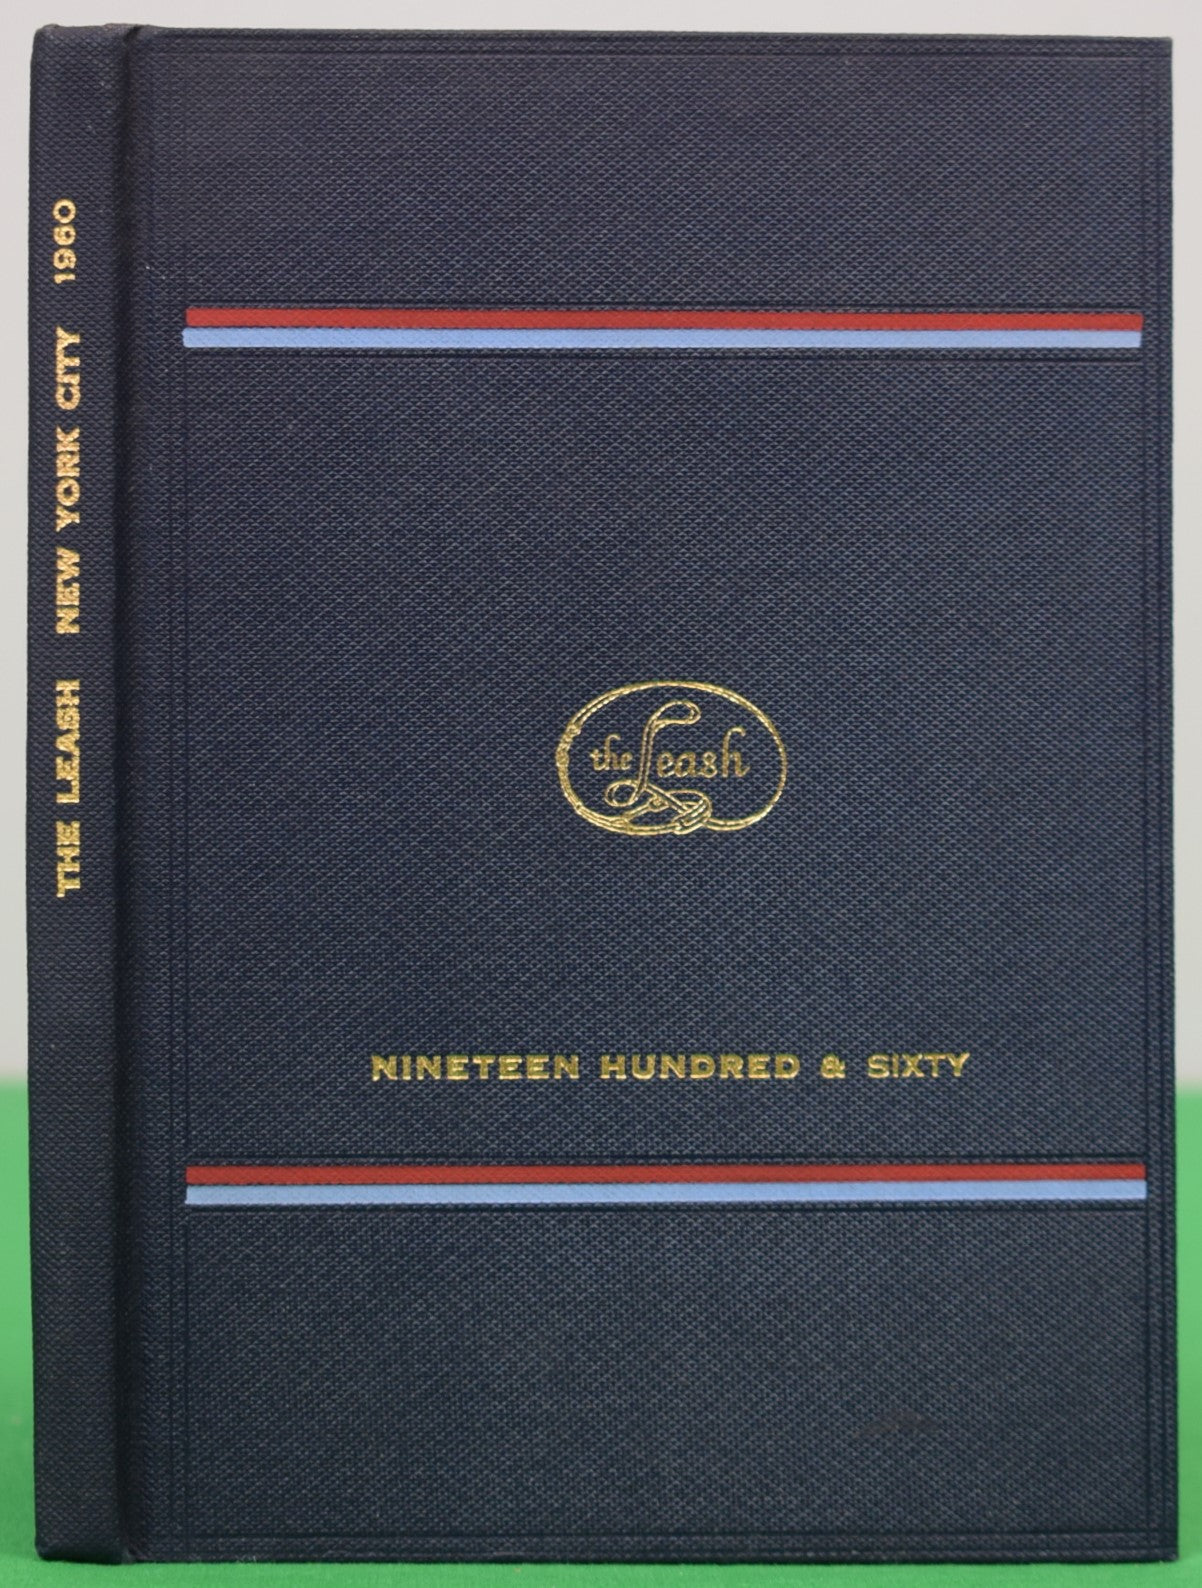 THE LEASH NEW YORK CITY 1960
the Leash
NINETEEN HUNDRED & SIXTY